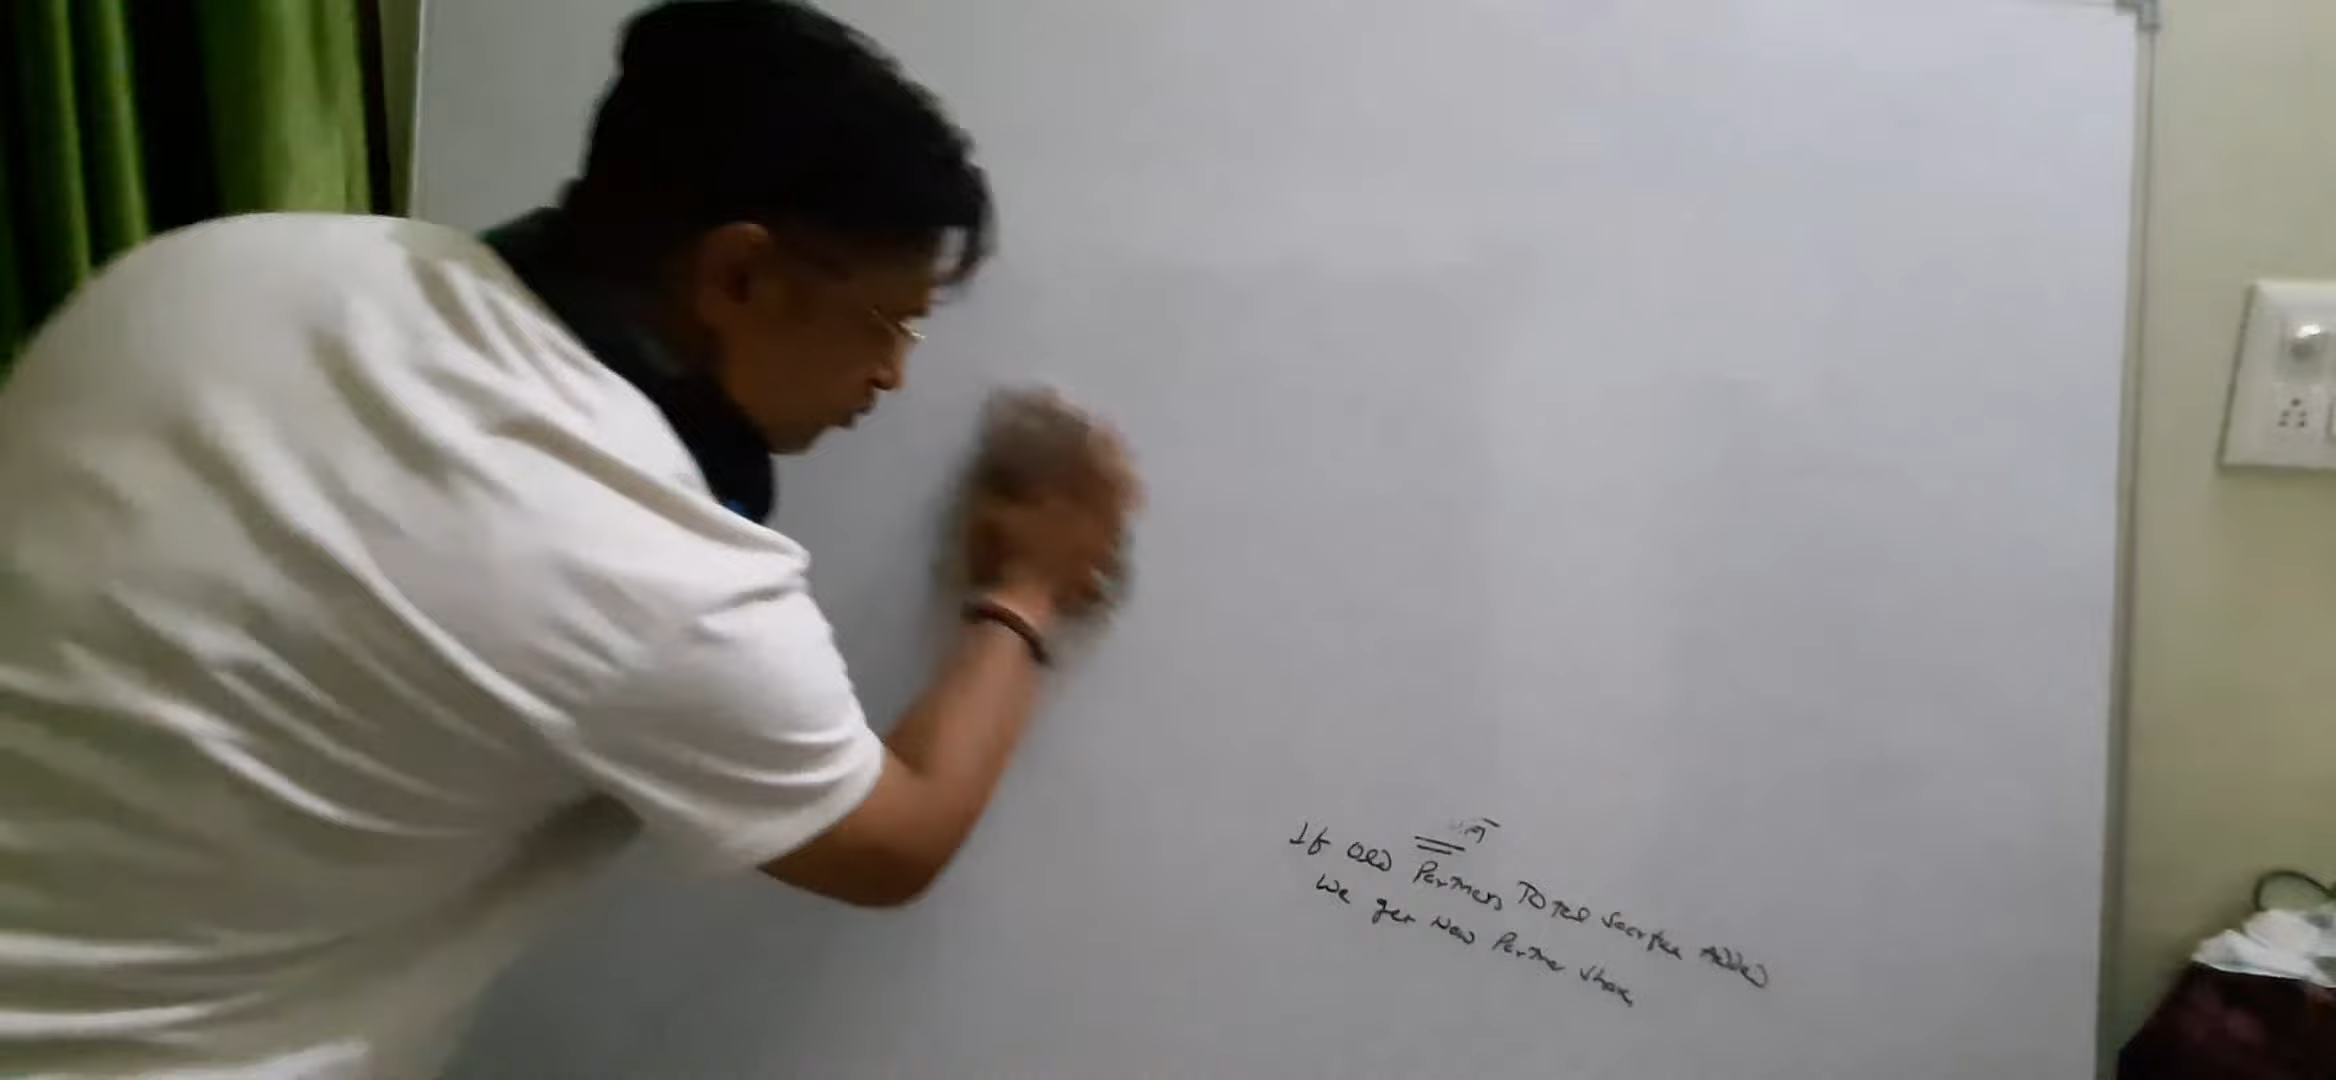 If old Partners Total Sacrifice Added
We get New Partner share